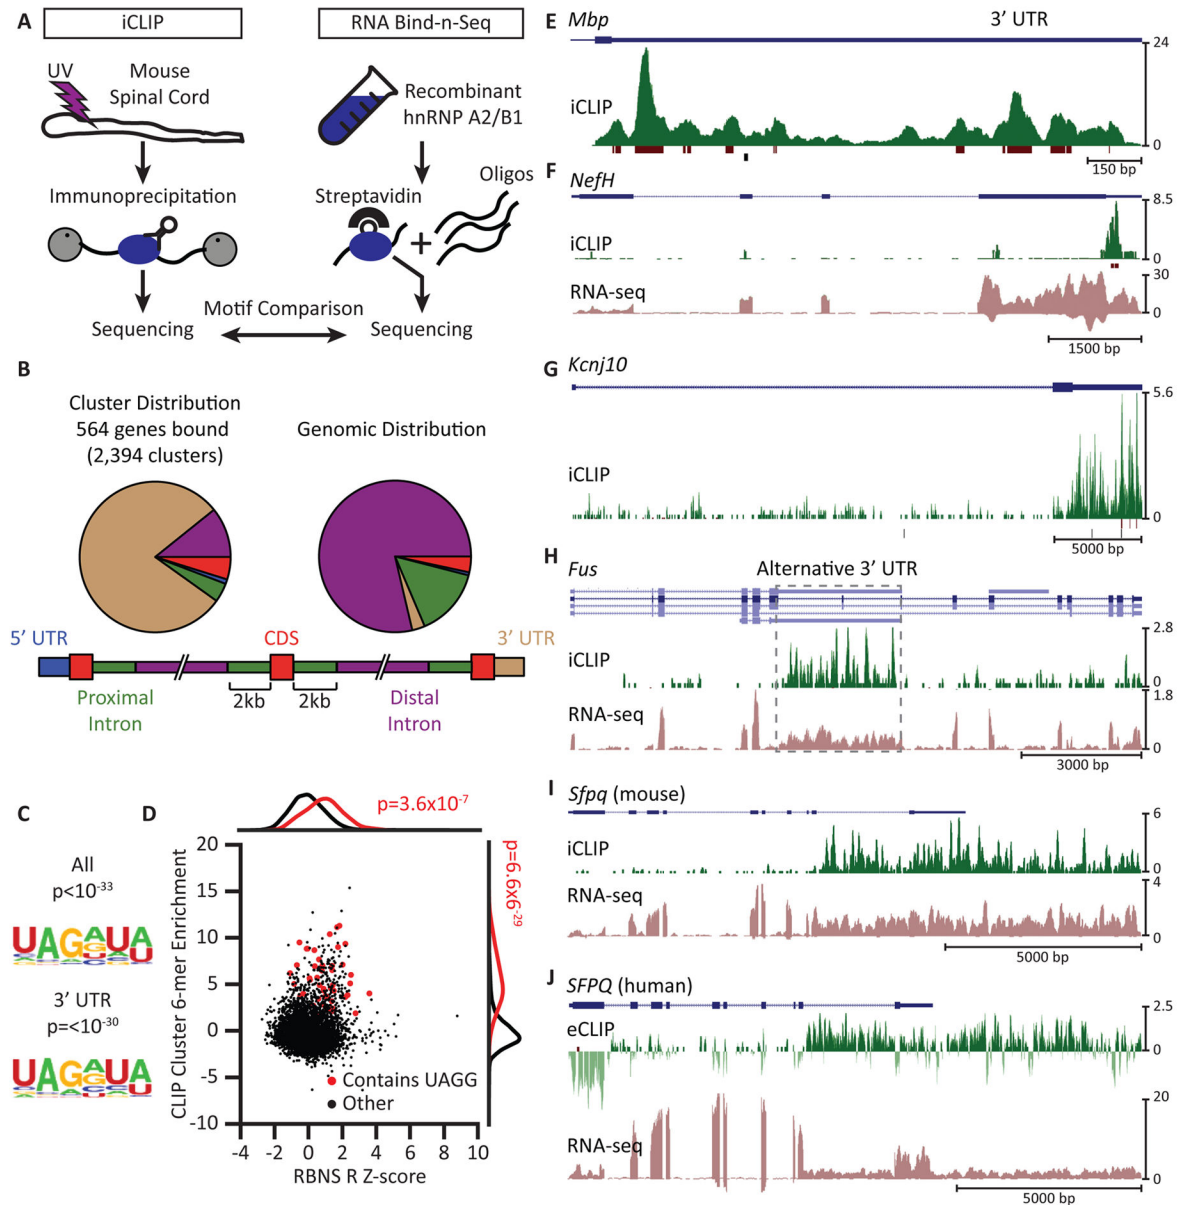 A
iCLIP
RNA Bind-n-Seq
UV
Mouse
Spinal Cord
Recombinant
hnRNP A2/B1
Immunoprecipitation
Streptavidin
Oligos
Sequencing
Motif Comparison
Sequencing
B
Cluster Distribution
564 genes bound
(2,394 clusters)
Genomic Distribution
5' UTR
CDS
3' UTR
Proximal
Intron
2kb
2kb
Distal
Intron
C
All
p<10-33
UAGAUA
GU
3' UTR
p=<10-30
UAGAUA
GU
D
p=3.6x10-7
p=6.6x6-29
CLIP Cluster 6-mer Enrichment
20
15
10
5
0
-5
-10
Contains UAGG
Other
-4 -2 0 2 4 6 8 10
RBNS R Z-score
E
Mbp
3' UTR
24
iCLIP
0
150 bp
F
NefH
8.5
iCLIP
0
30
RNA-seq
0
1500 bp
G
Kcnj10
5.6
iCLIP
0
5000 bp
H
Fus
Alternative 3' UTR
2.8
iCLIP
0
1.8
RNA-seq
0
3000 bp
I
Sfpq (mouse)
6
iCLIP
0
4
RNA-seq
0
5000 bp
J
SFPQ (human)
2.5
eCLIP
0
20
RNA-seq
0
5000 bp